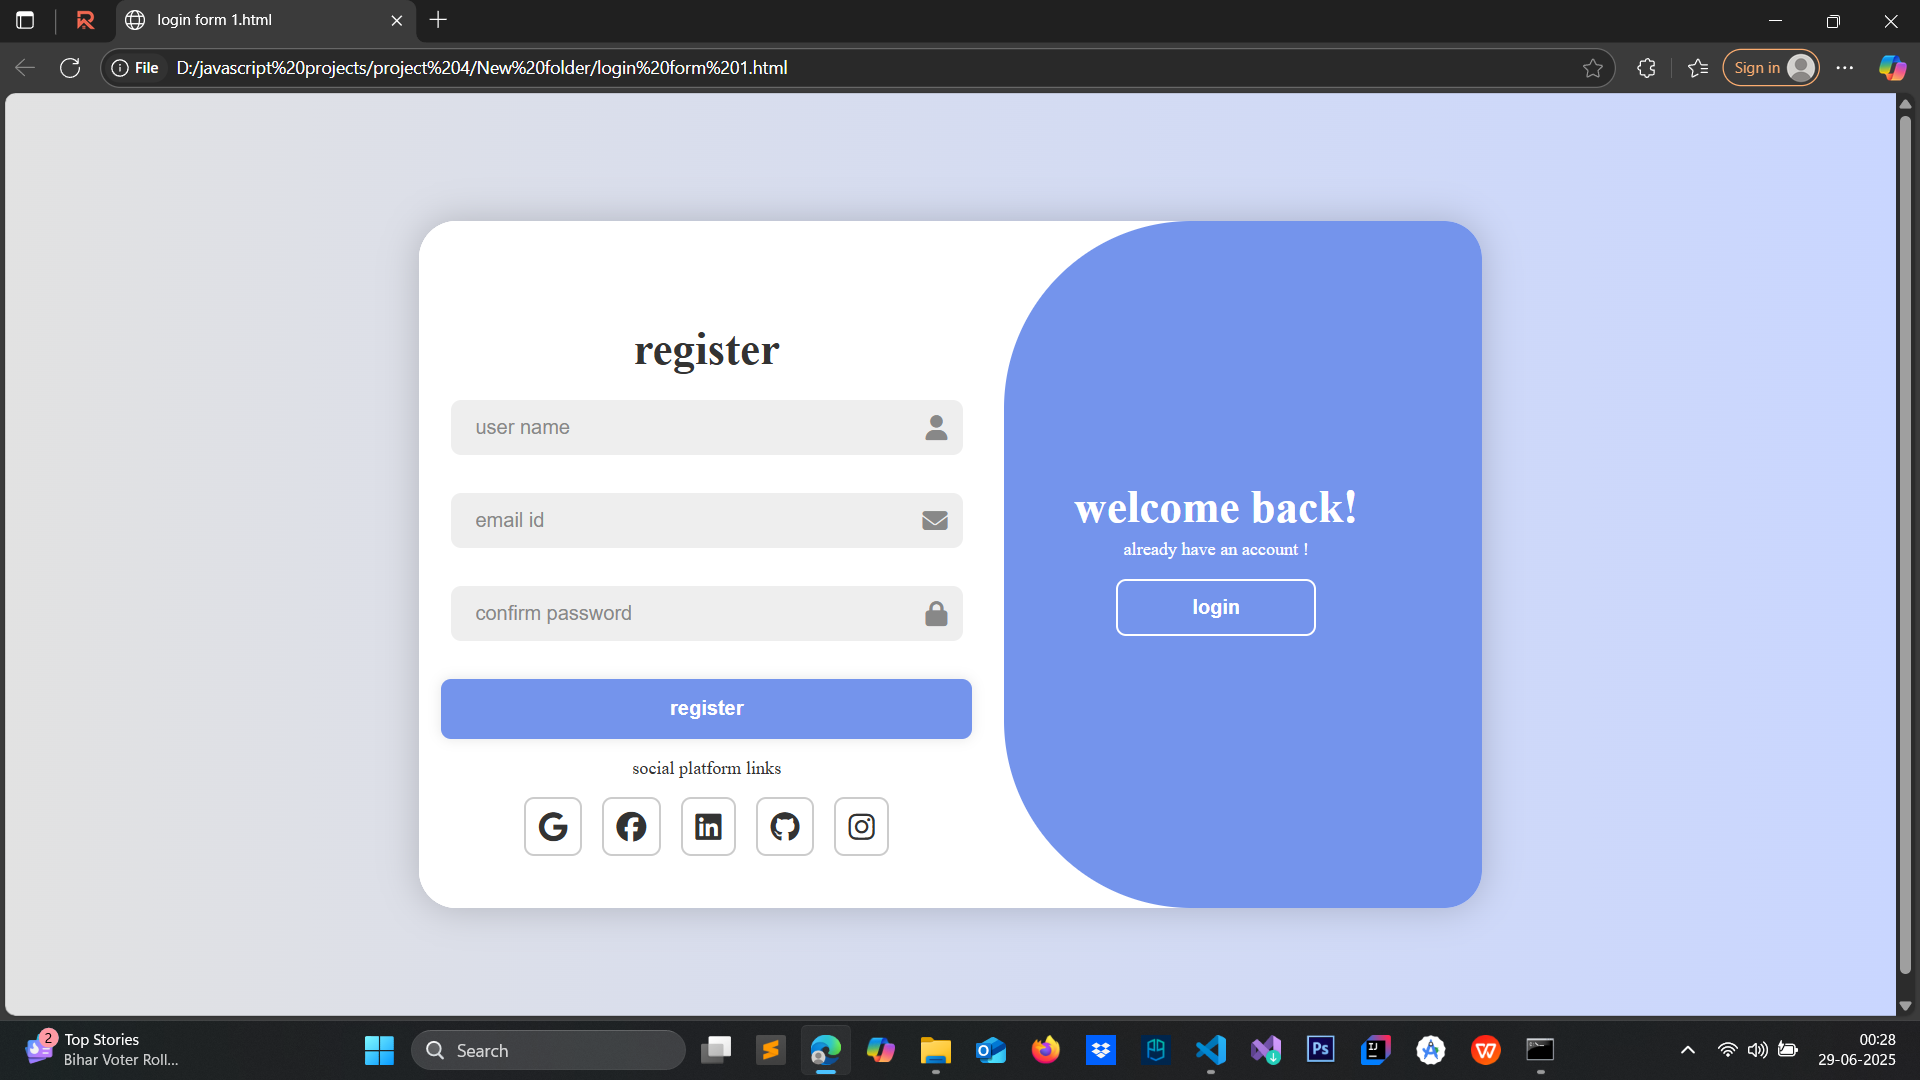 login form 1.html
File
D:/javascript%20projects/project%204/New%20folder/login%20form%201.html
Sign in
register
user name
email id
confirm password
register
social platform links
welcome back!
already have an account !
login
2
Top Stories
Bihar Voter Roll...
Search
Ps
IJ
00:28
29-06-2025